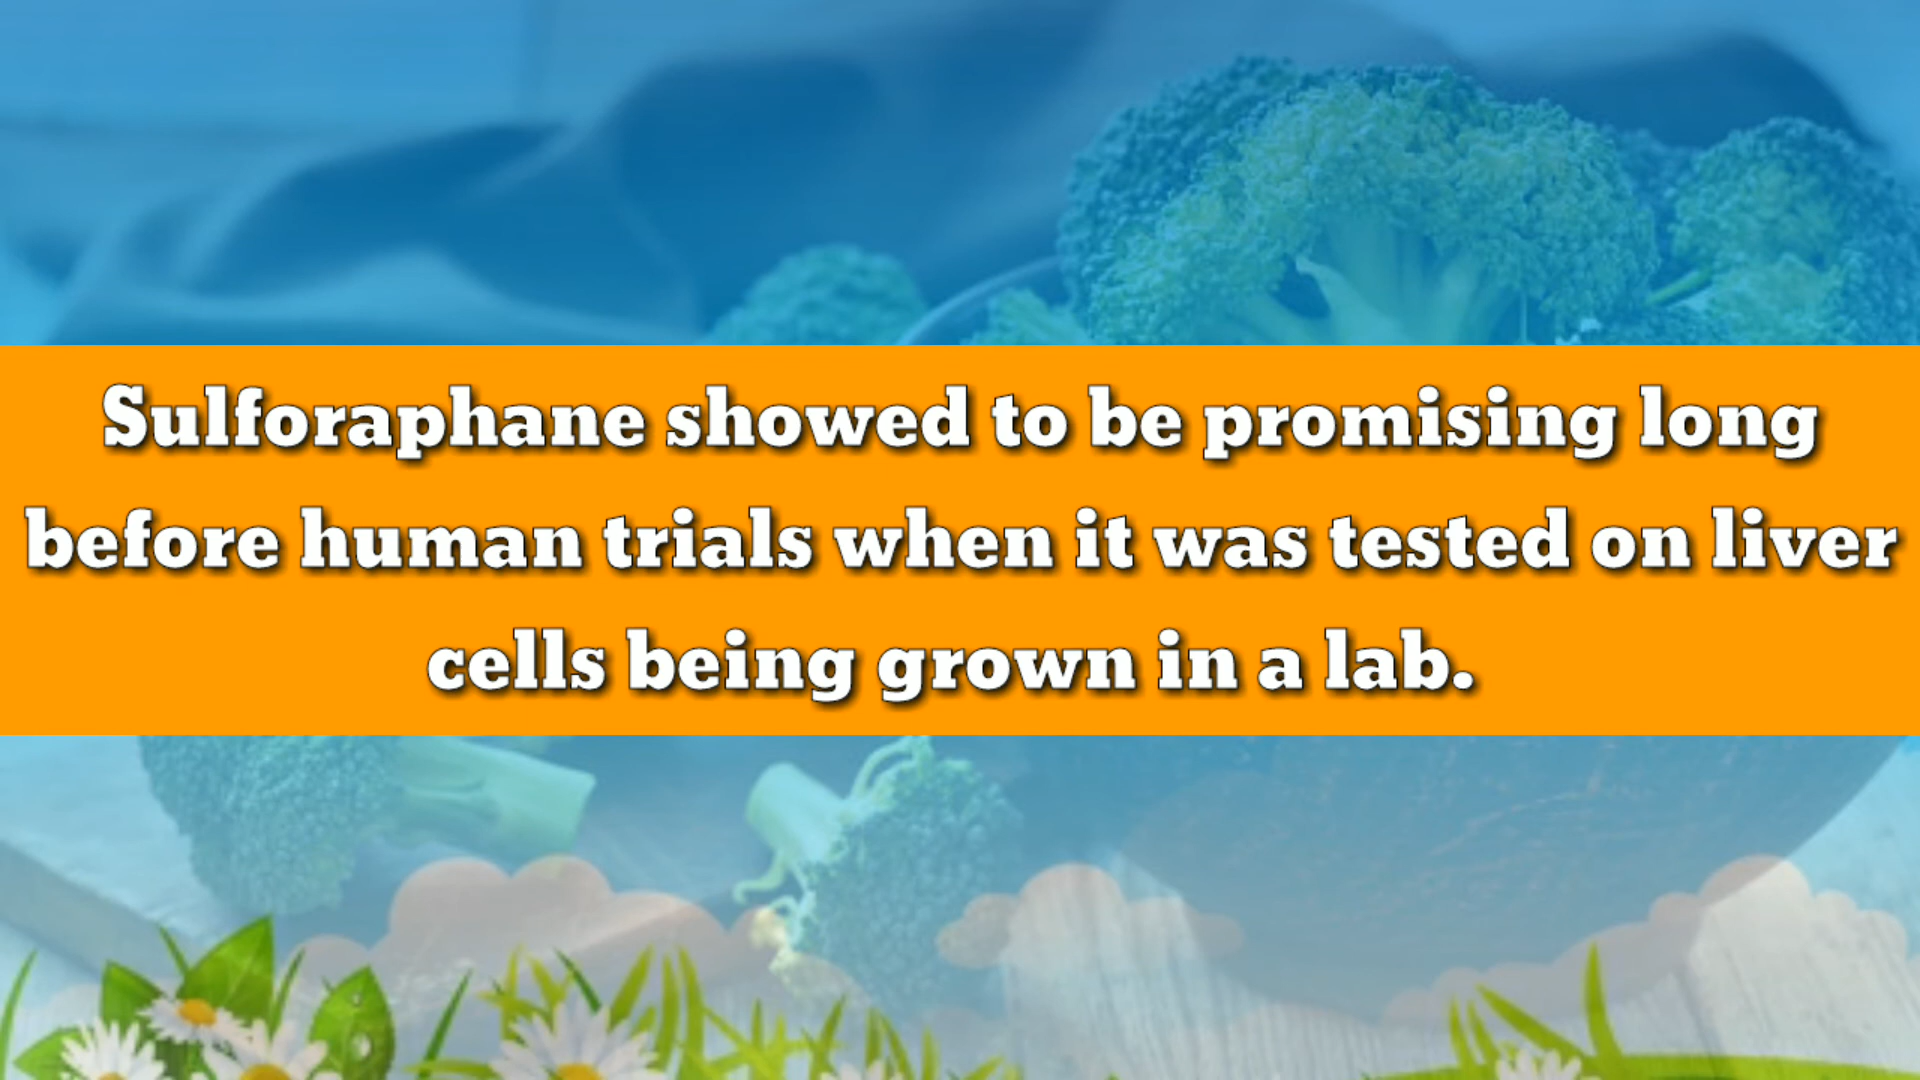 Sulforaphane showed to be promising long
before human trials when it was tested on liver
cells being grown in a lab.